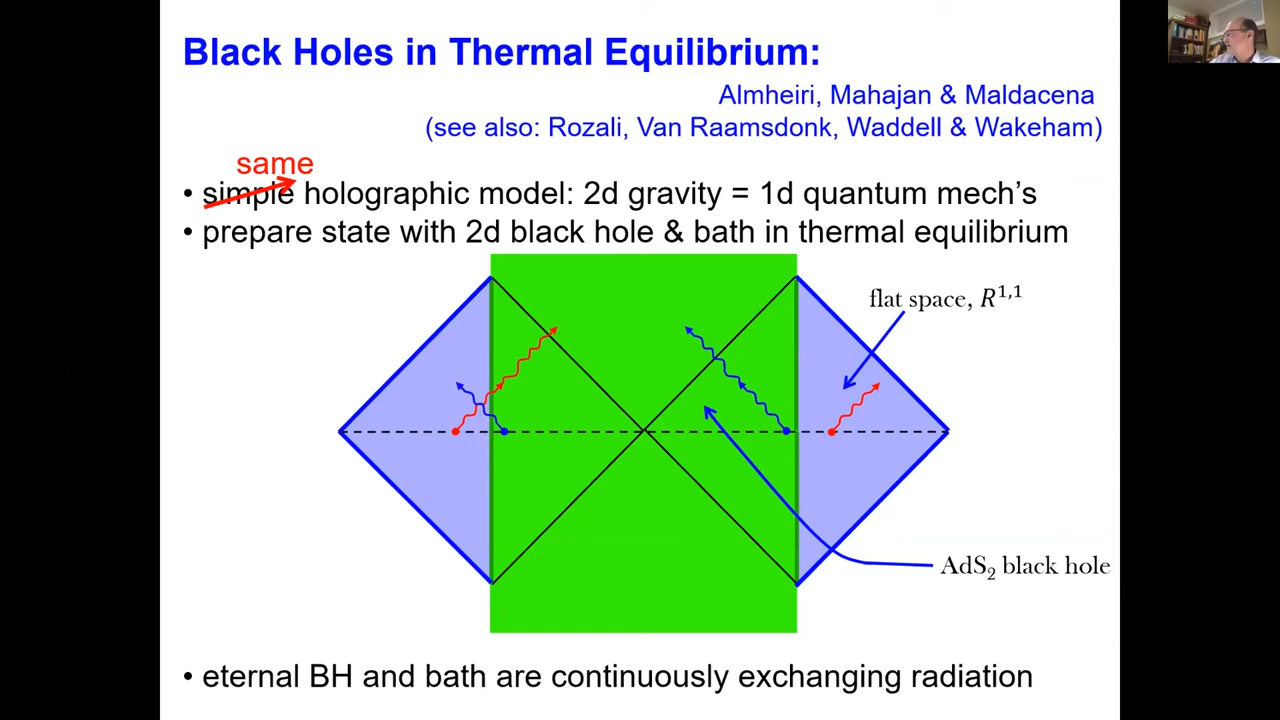 Black Holes in Thermal Equilibrium:
Almheiri, Mahajan & Maldacena
(see also: Rozali, Van Raamsdonk, Waddell & Wakeham)
same
• simple holographic model: 2d gravity = 1d quantum mech's
• prepare state with 2d black hole & bath in thermal equilibrium
flat space, R^{1,1}
AdS₂ black hole
• eternal BH and bath are continuously exchanging radiation